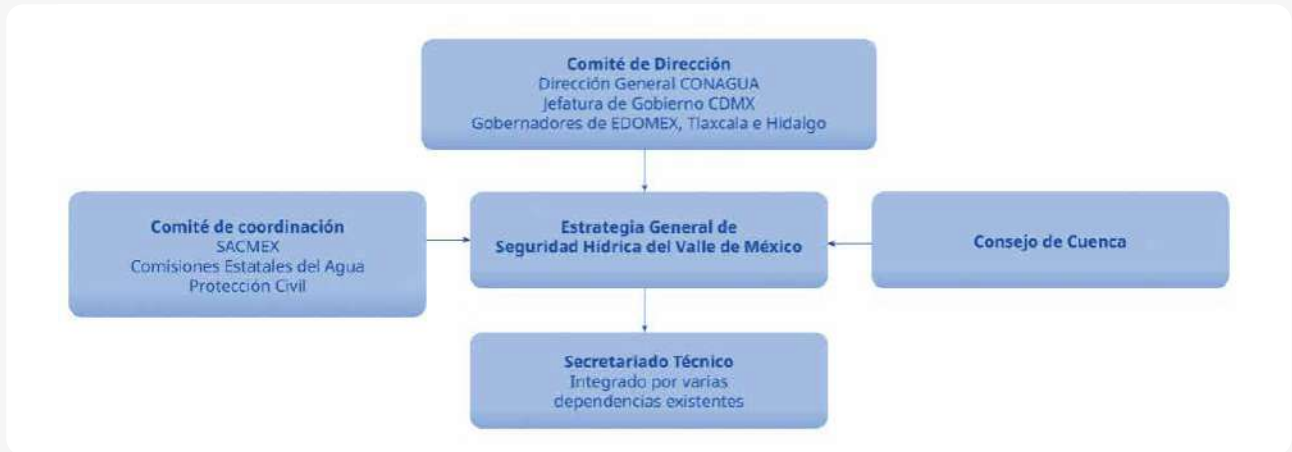 Comité de Dirección
Dirección General CONAGUA
Jefatura de Gobierno CDMX
Gobernadores de EDOMEX, Tlaxcala e Hidalgo
Comité de coordinación
SACMEX
Comisiones Estatales del Agua
Protección Civil
Estrategia General de
Seguridad Hídrica del Valle de México
Consejo de Cuenca
Secretariado Técnico
Integrado por varias
dependencias existentes